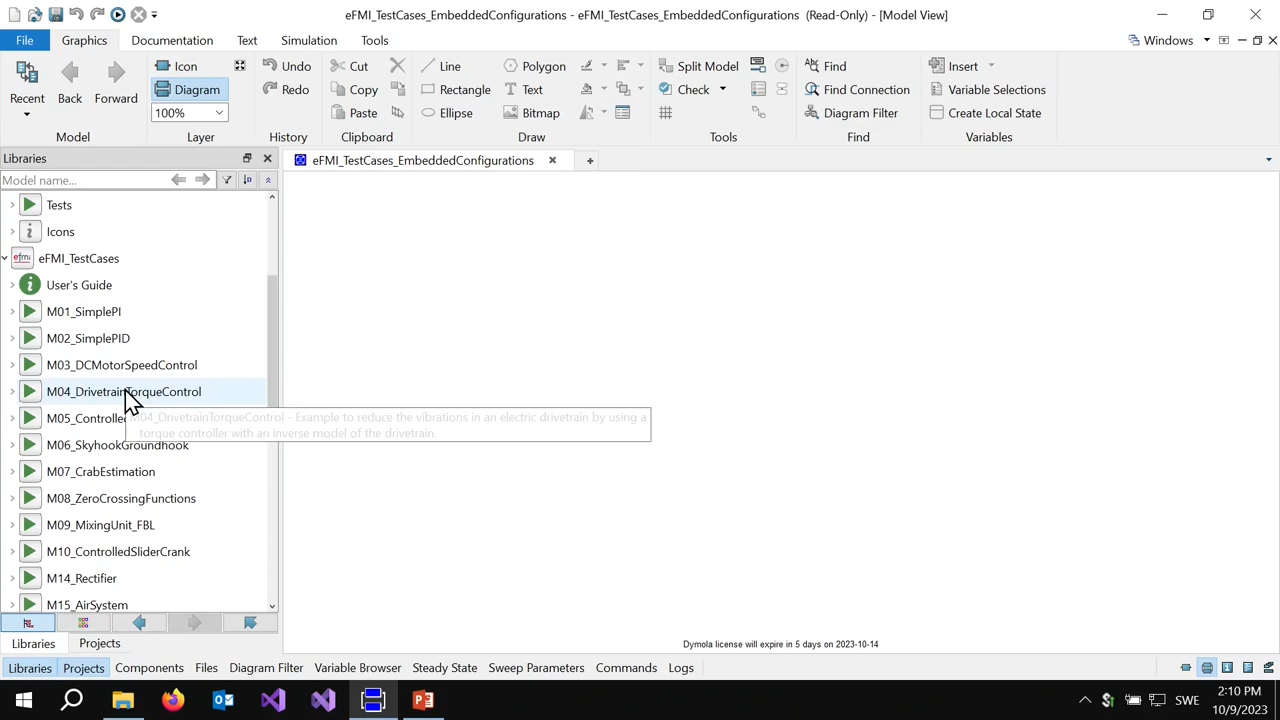 eFMI_TestCases_EmbeddedConfigurations - eFMI_TestCases_EmbeddedConfigurations (Read-Only) - [Model View]
File Graphics Documentation Text Simulation Tools Windows
Icon Undo Cut Line Polygon Split Model Find Insert
Recent Back Forward Diagram Redo Copy Rectangle Text Check Find Connection Variable Selections
100% Paste Ellipse Bitmap Diagram Filter Create Local State
Model Layer History Clipboard Draw Tools Find Variables
Libraries
eFMI_TestCases_EmbeddedConfigurations
Model name...
Tests
Icons
efmi eFMI_TestCases
User's Guide
M01_SimplePI
M02_SimplePID
M03_DCMotorSpeedControl
M04_DrivetrainTorqueControl
M05_Controlle
M04_DrivetrainTorqueControl - Example to reduce the vibrations in an electric drivetrain by using a
torque controller with an inverse model of the drivetrain.
M06_SkyhookGroundhook
M07_CrabEstimation
M08_ZeroCrossingFunctions
M09_MixingUnit_FBL
M10_ControlledSliderCrank
M14_Rectifier
M15_AirSystem
Libraries Projects
Dymola license will expire in 5 days on 2023-10-14
Libraries Projects Components Files Diagram Filter Variable Browser Steady State Sweep Parameters Commands Logs
SWE
2:10 PM
10/9/2023